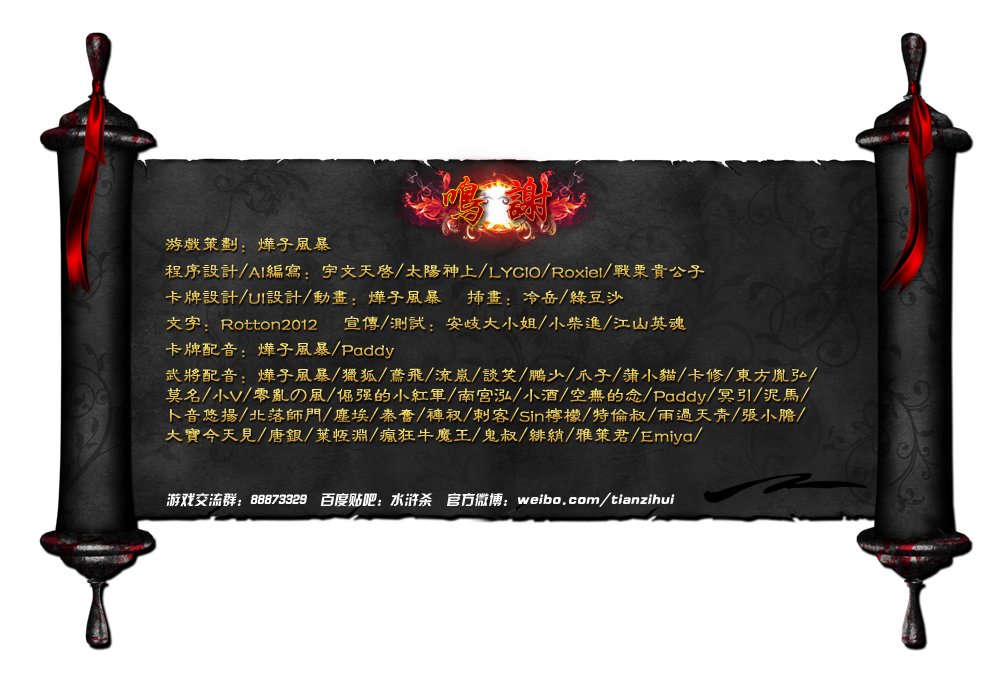 鳴謝
游戲策劃：燁子風暴
程序設計/AI編寫：宇文天啓/太陽神上/LYCIO/Roxiel/戰栗貴公子
卡牌設計/UI設計/動畫：燁子風暴 插畫：冷岳/綠豆沙
文字：Rotton2012 宣傳/測試：安歧大小姐/小柴進/江山英魂
卡牌配音：燁子風暴/Paddy
武將配音：燁子風暴/獵狐/鳶飛/流嵐/談笑/鵬少/爪子/蒲小貓/卡修/東方胤弘/
莫名/小V/零亂の風/倔强的小紅軍/南宮泓/小酒/空無的念/Paddy/冥引/泥馬/
卜音悠揚/北落師門/塵埃/秦奮/褲衩/刺客/Sin檸檬/特倫叔/雨過天青/張小膽/
大寶今天見/唐銀/葉恆淵/瘋狂牛魔王/鬼叔/緋綃/雅萊君/Emiya/
游戏交流群：88873329 百度贴吧：水浒杀 官方微博：weibo.com/tianzihui